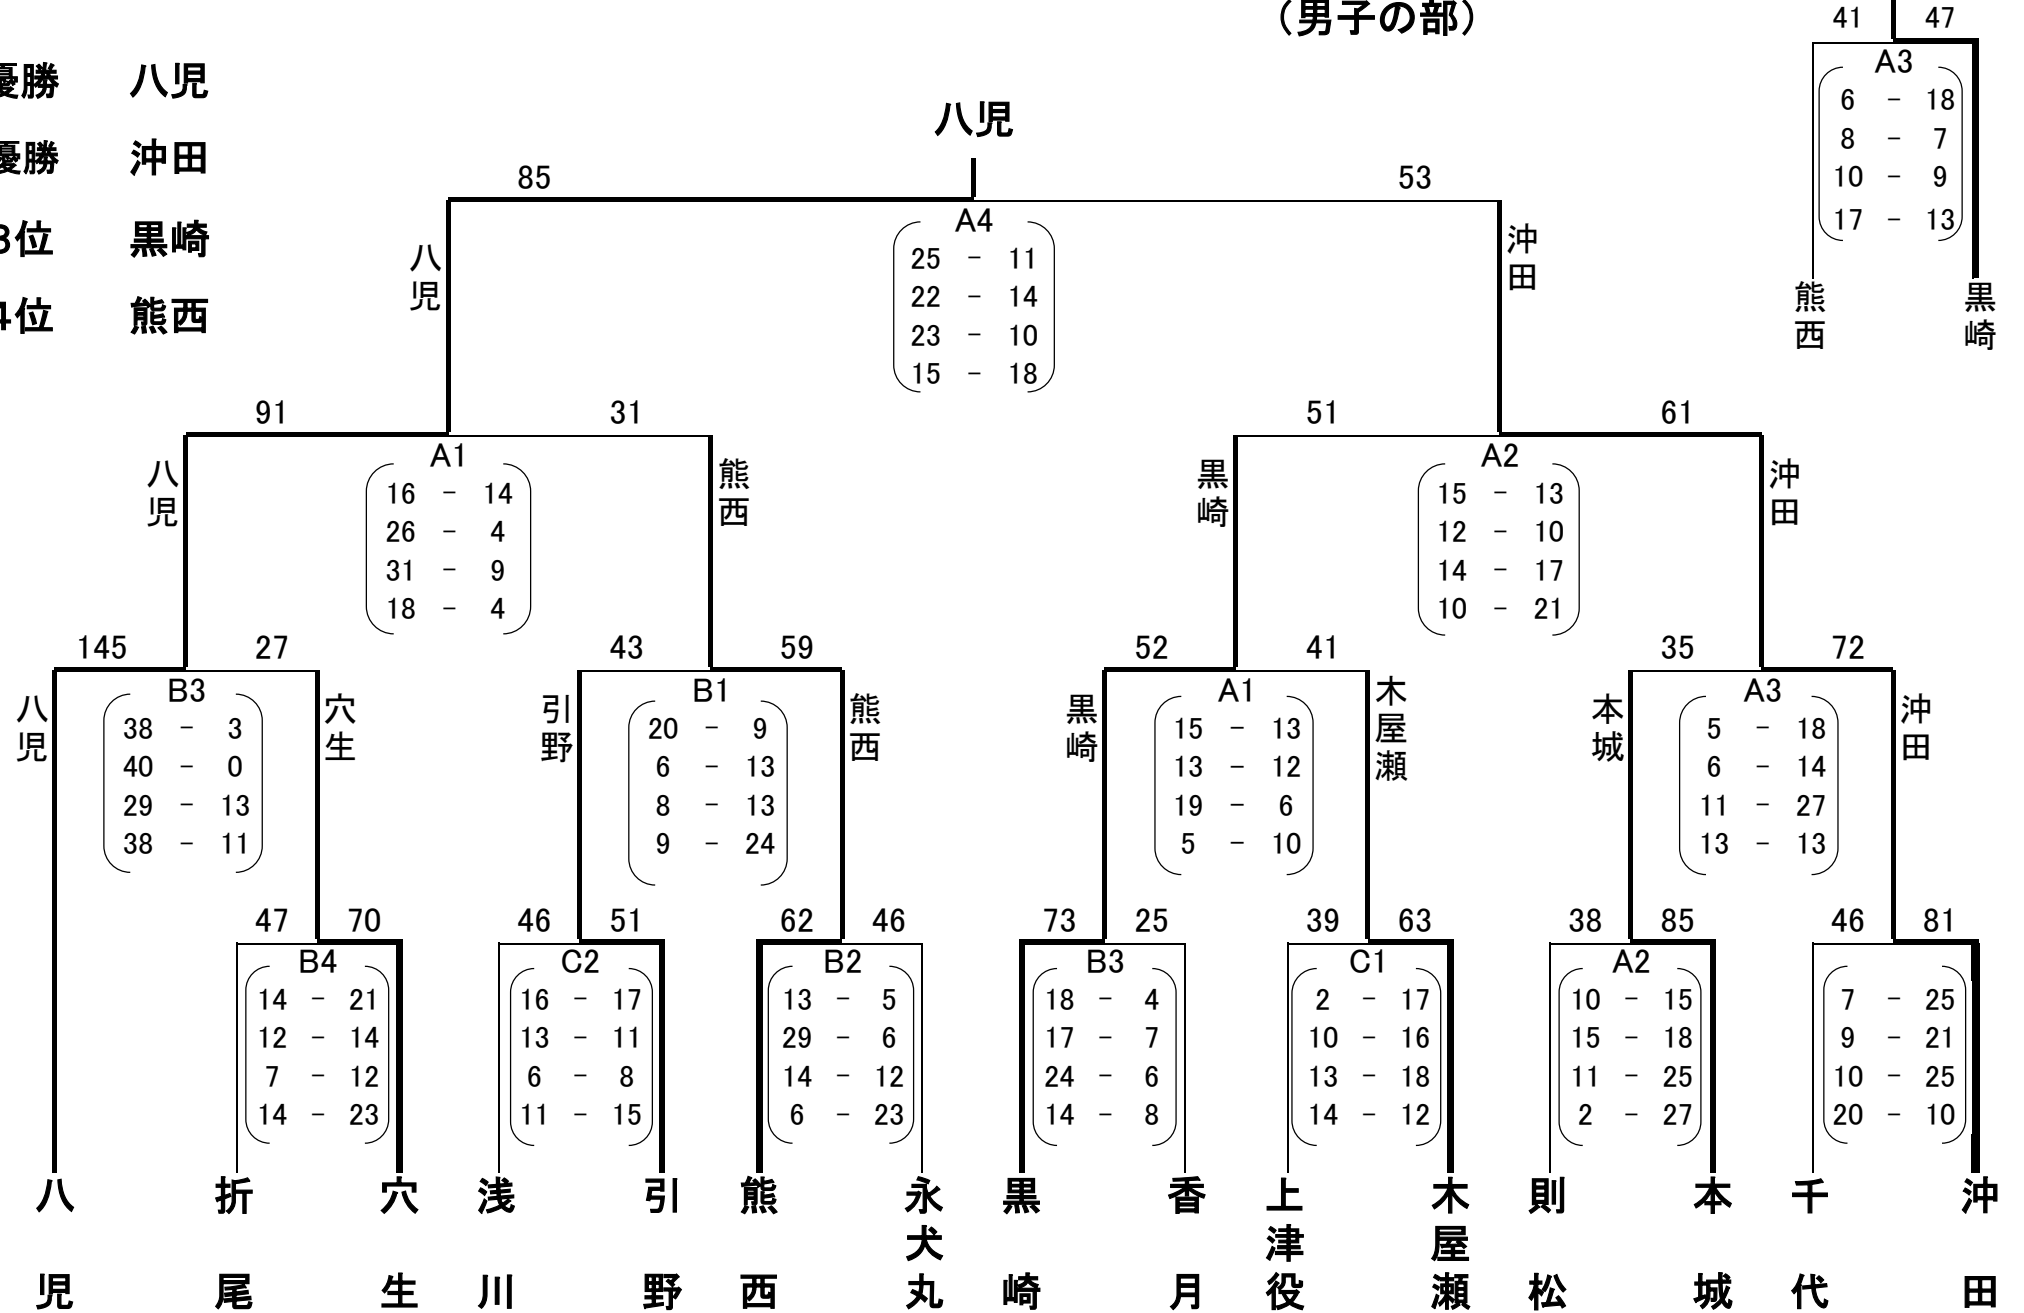 （男子の部）
41 47
A3
6 - 18
8 - 7
10 - 9
17 - 13
熊西
黒崎
優勝 八児
優勝 沖田
3位 黒崎
4位 熊西
八児
85 53
A4
25 - 11
22 - 14
23 - 10
15 - 18
八児
沖田
91 31
A1
16 - 14
26 - 4
31 - 9
18 - 4
八児
熊西
51 61
A2
15 - 13
12 - 10
14 - 17
10 - 21
黒崎
沖田
145 27
B3
38 - 3
40 - 0
29 - 13
38 - 11
八児
穴生
43 59
B1
20 - 9
6 - 13
8 - 13
9 - 24
引野
熊西
52 41
A1
15 - 13
13 - 12
19 - 6
5 - 10
黒崎
木屋瀬
35 72
A3
5 - 18
6 - 14
11 - 27
13 - 13
本城
沖田
47 70
B4
14 - 21
12 - 14
7 - 12
14 - 23
46 51
C2
16 - 17
13 - 11
6 - 8
11 - 15
62 46
B2
13 - 5
29 - 6
14 - 12
6 - 23
73 25
B3
18 - 4
17 - 7
24 - 6
14 - 8
39 63
C1
2 - 17
10 - 16
13 - 18
14 - 12
38 85
A2
10 - 15
15 - 18
11 - 25
2 - 27
46 81
7 - 25
9 - 21
10 - 25
20 - 10
八児
折尾
穴生
浅川
引野
熊西
永犬丸
黒崎
香月
上津役
木屋瀬
則松
本城
千代
沖田